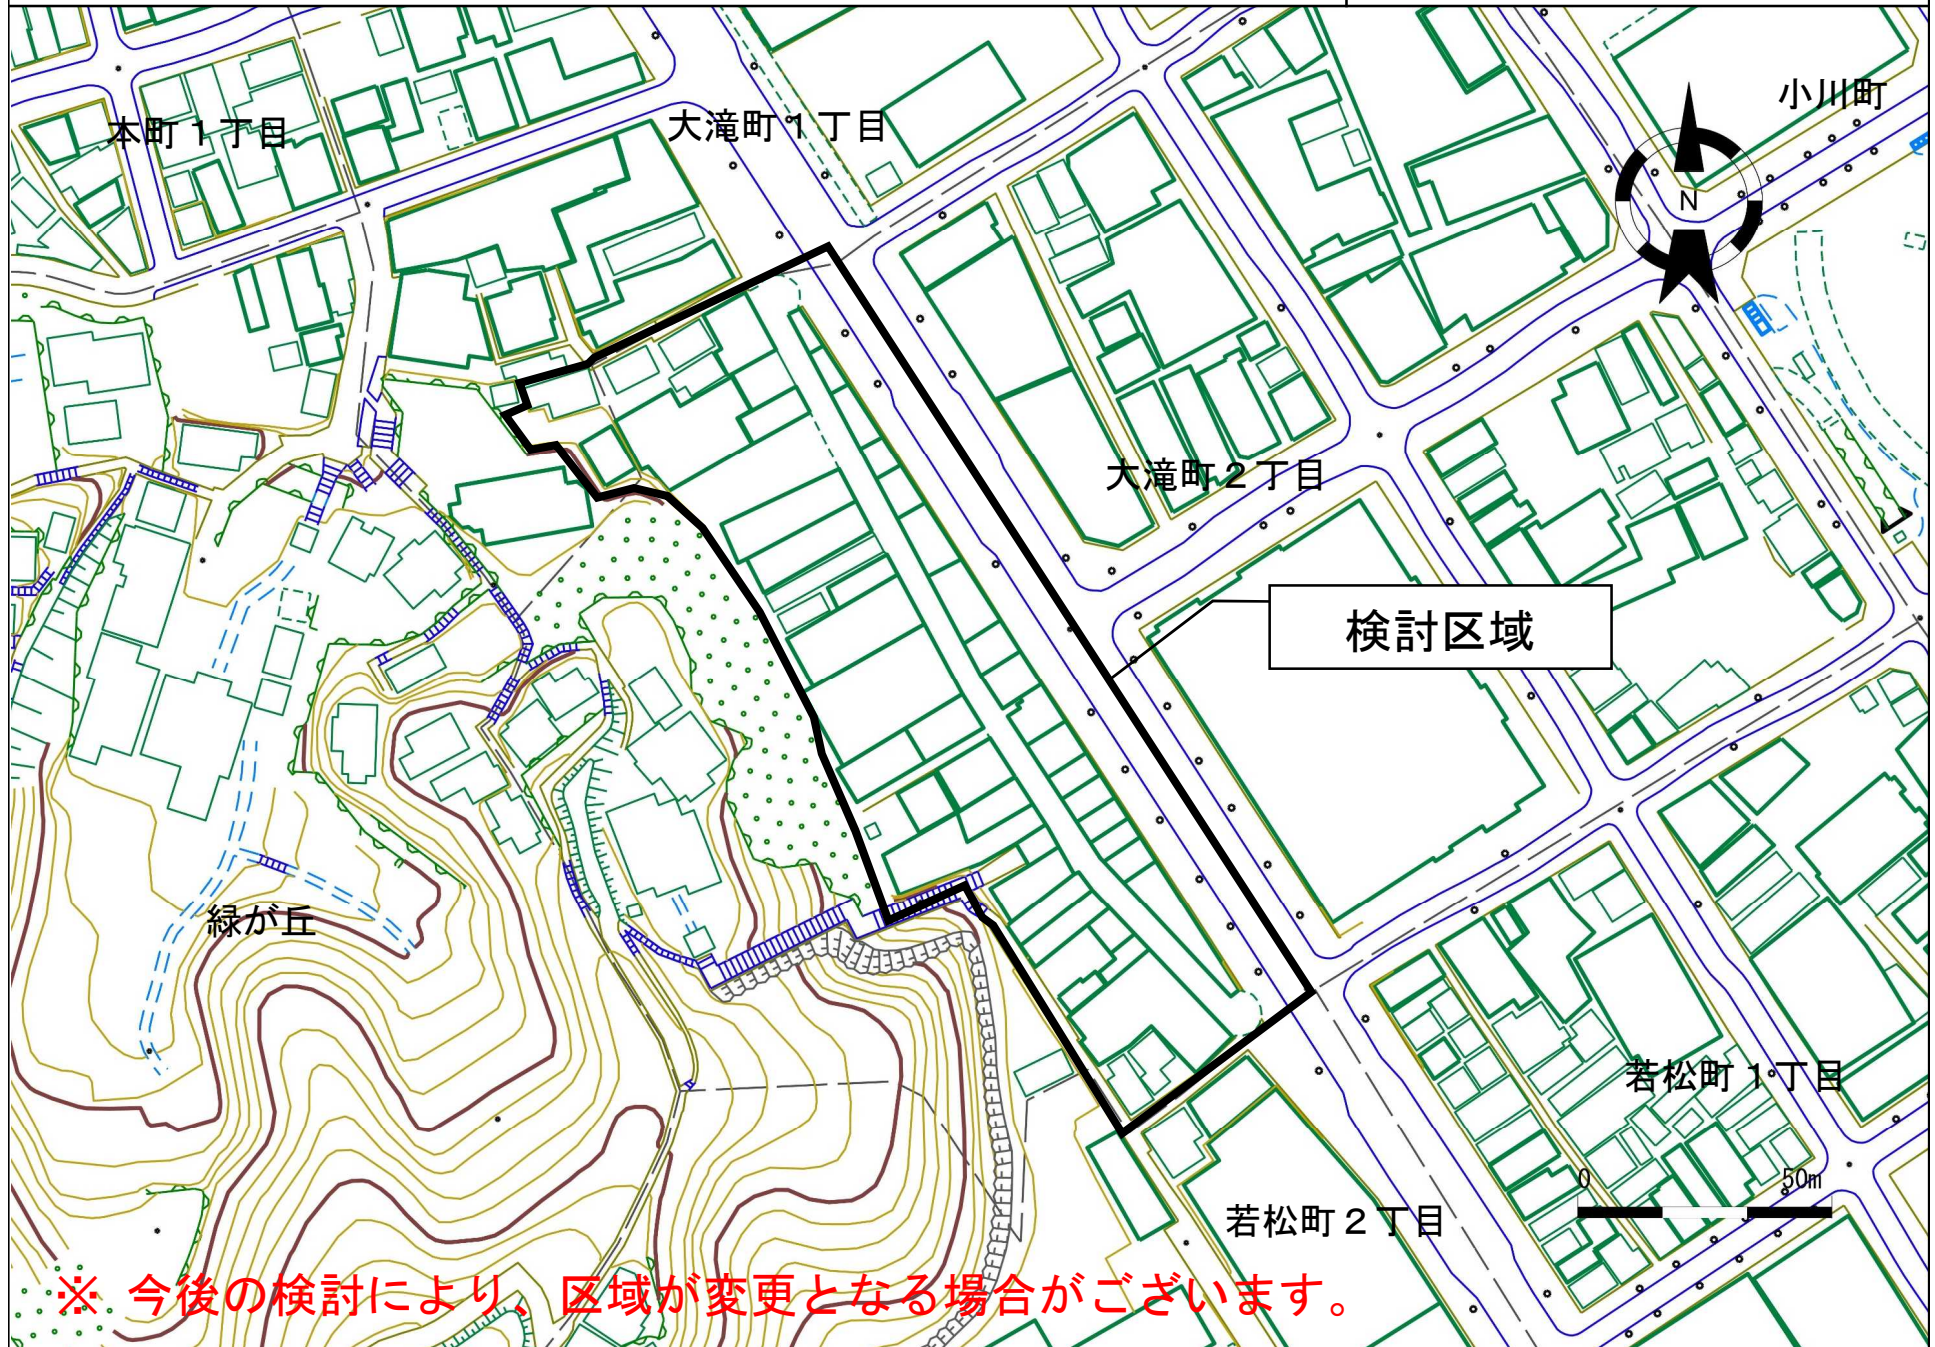 小川町
本町１丁目
大滝町１丁目
N
大滝町２丁目
検討区域
緑が丘
若松町１丁目
0 50m
若松町２丁目
※ 今後の検討により、区域が変更となる場合がございます。